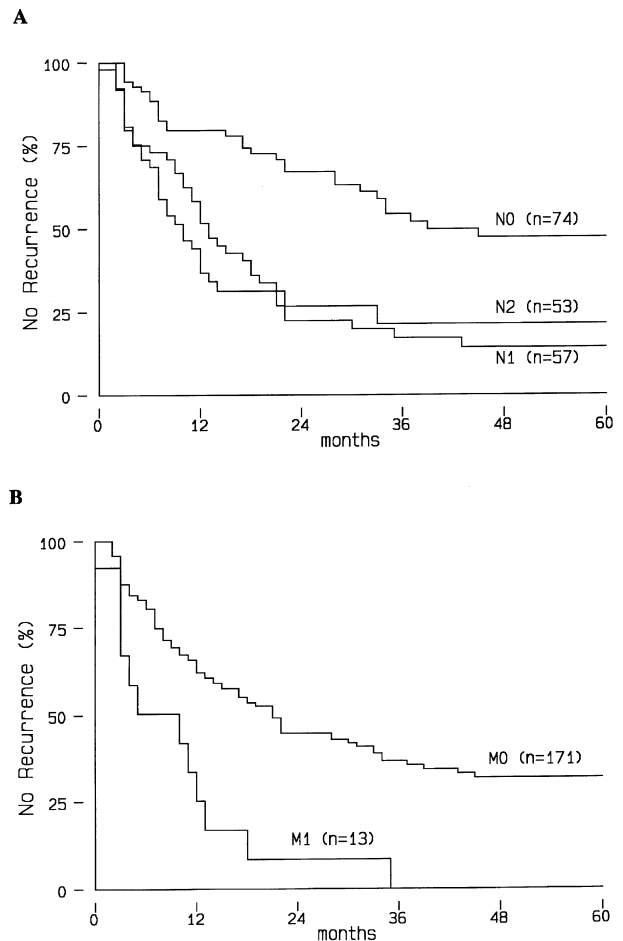 A
No Recurrence (%)
100
75
50
25
0
N0 (n=74)
N2 (n=53)
N1 (n=57)
0 12 24 36 48 60
months
B
No Recurrence (%)
100
75
50
25
0
M0 (n=171)
M1 (n=13)
0 12 24 36 48 60
months